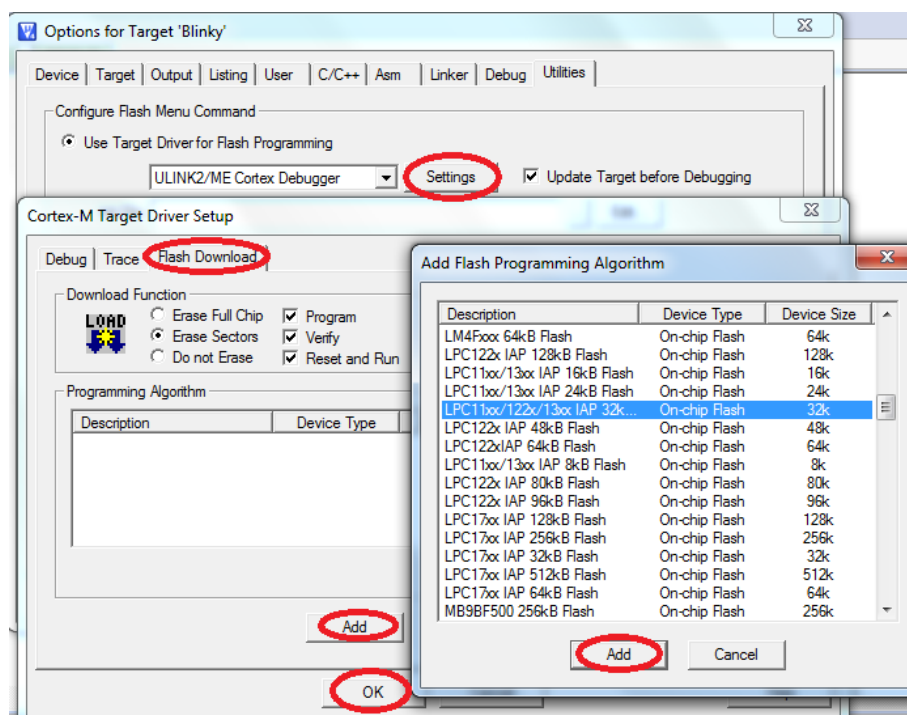 Options for Target 'Blinky'
Device Target Output Listing User C/C++ Asm Linker Debug Utilities
Configure Flash Menu Command
Use Target Driver for Flash Programming
ULINK2/ME Cortex Debugger Settings Update Target before Debugging
Cortex-M Target Driver Setup
Debug Trace Flash Download
Download Function
LOAD
Erase Full Chip Program
Erase Sectors Verify
Do not Erase Reset and Run
Programming Algorithm
Description Device Type
Add
OK
Add Flash Programming Algorithm
Description Device Type Device Size
LM4Fxxx 64kB Flash On-chip Flash 64k
LPC122x IAP 128kB Flash On-chip Flash 128k
LPC11xx/13xx IAP 16kB Flash On-chip Flash 16k
LPC11xx/13xx IAP 24kB Flash On-chip Flash 24k
LPC11xx/122x/13xx IAP 32k... On-chip Flash 32k
LPC122x IAP 48kB Flash On-chip Flash 48k
LPC122xIAP 64kB Flash On-chip Flash 64k
LPC11xx/13xx IAP 8kB Flash On-chip Flash 8k
LPC122x IAP 80kB Flash On-chip Flash 80k
LPC122x IAP 96kB Flash On-chip Flash 96k
LPC17xx IAP 128kB Flash On-chip Flash 128k
LPC17xx IAP 256kB Flash On-chip Flash 256k
LPC17xx IAP 32kB Flash On-chip Flash 32k
LPC17xx IAP 512kB Flash On-chip Flash 512k
LPC17xx IAP 64kB Flash On-chip Flash 64k
MB9BF500 256kB Flash On-chip Flash 256k
Add Cancel